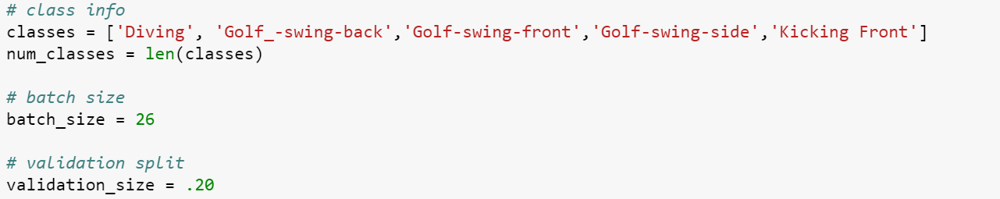 # class info
classes = ['Diving', 'Golf_-swing-back','Golf-swing-front','Golf-swing-side','Kicking Front']
num_classes = len(classes)
# batch size
batch_size = 26
# validation split
validation_size = .20